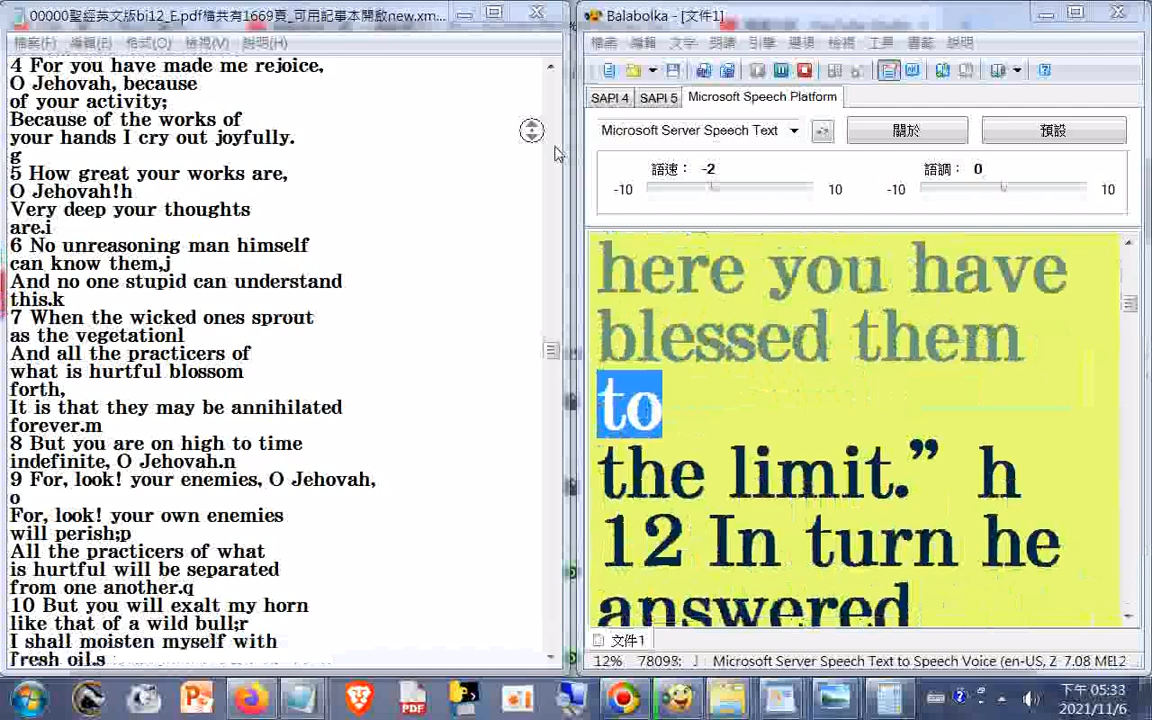 00000聖經英文版bi12_E.pdf檔共有1669頁_可用記事本開啟new.xm...
檔案(F) 編輯(E) 格式(O) 檢視(V) 說明(H)
4 For you have made me rejoice,
O Jehovah, because
of your activity;
Because of the works of
your hands I cry out joyfully.
g
5 How great your works are,
O Jehovah!h
Very deep your thoughts
are.i
6 No unreasoning man himself
can know them,j
And no one stupid can understand
this.k
7 When the wicked ones sprout
as the vegetationl
And all the practicers of
what is hurtful blossom
forth,
It is that they may be annihilated
forever.m
8 But you are on high to time
indefinite, O Jehovah.n
9 For, look! your enemies, O Jehovah,
o
For, look! your own enemies
will perish;p
All the practicers of what
is hurtful will be separated
from one another.q
10 But you will exalt my horn
like that of a wild bull;r
I shall moisten myself with
fresh oil.s
Balabolka - [文件1]
檔案 編輯 文字 朗讀 引擎 選項 檢視 工具 書籤 說明
SAPI 4 SAPI 5 Microsoft Speech Platform
Microsoft Server Speech Text 關於 預設
語速: -2 語調: 0
-10 10 -10 10
here you have
blessed them
to
the limit.” h
12 In turn he
answered
文件1
12% 78093: Microsoft Server Speech Text to Speech Voice (en-US, Z 7.08 ME12
PDF
下午 05:33
2021/11/6